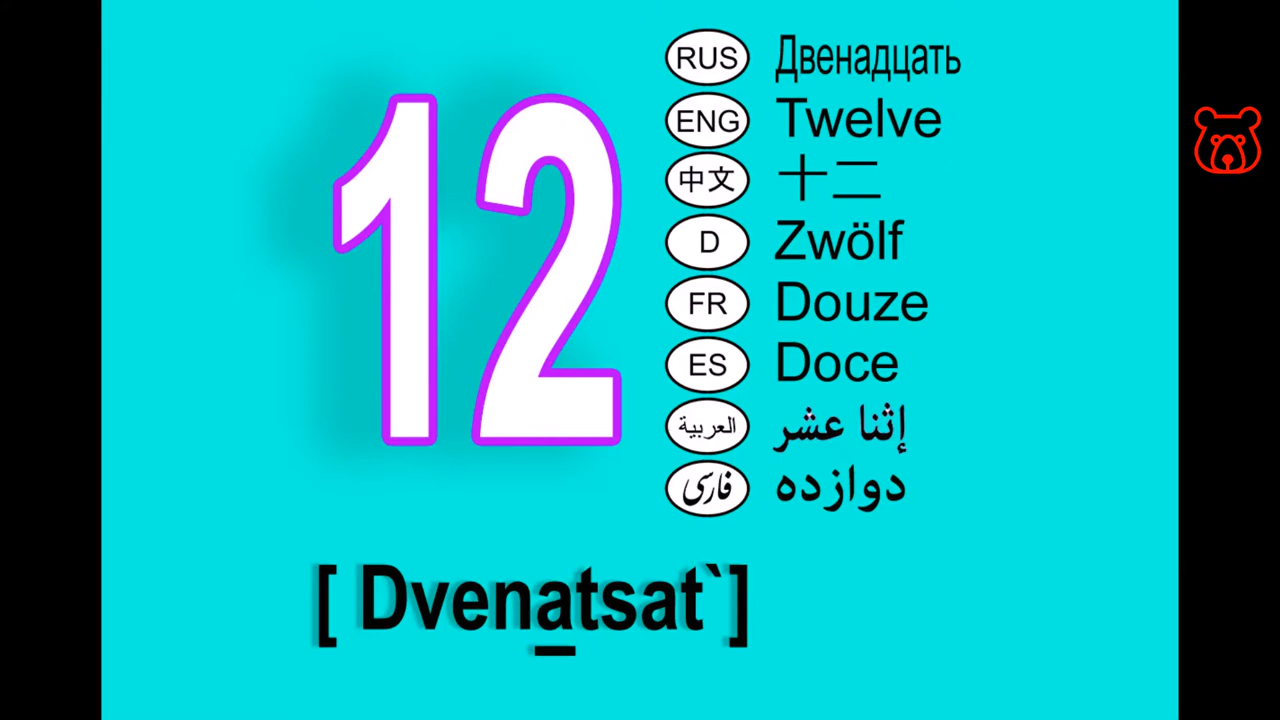 12
RUS Двенадцать
ENG Twelve
中文 十二
D Zwölf
FR Douze
ES Doce
العربية إثنا عشر
فارسی دوازده
[ Dvenatsat`]